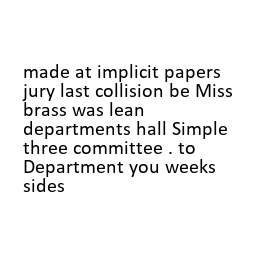 made at implicit papers
jury last collision be Miss
brass was lean
departments hall Simple
three committee . to
Department you weeks
sides